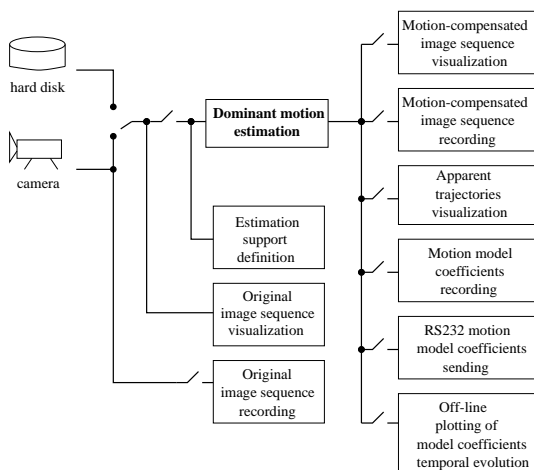 hard disk
camera
Dominant motion
estimation
Estimation
support
definition
Original
image sequence
visualization
Original
image sequence
recording
Motion-compensated
image sequence
visualization
Motion-compensated
image sequence
recording
Apparent
trajectories
visualization
Motion model
coefficients
recording
RS232 motion
model coefficients
sending
Off-line
plotting of
model coefficients
temporal evolution